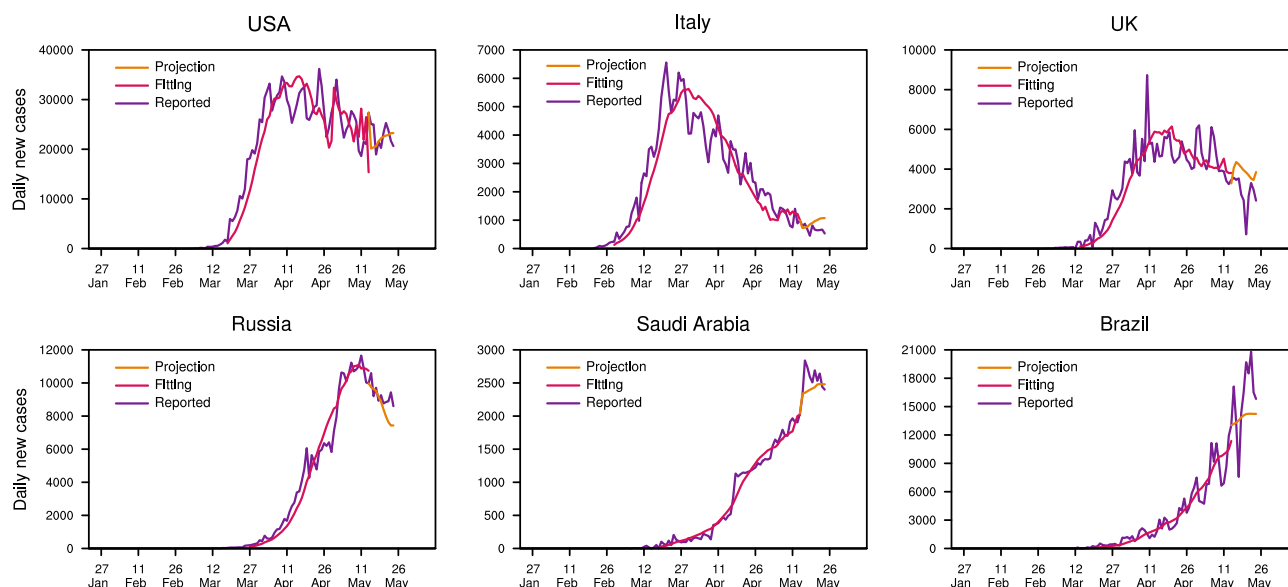 USA
Italy
UK
Daily new cases
40000
30000
20000
10000
0
Projection
Fitting
Reported
27 11 26 12 27 11 26 11 26
Jan Feb Feb Mar Mar Apr Apr May May
7000
6000
5000
4000
3000
2000
1000
0
Projection
Fitting
Reported
27 11 26 12 27 11 26 11 26
Jan Feb Feb Mar Mar Apr Apr May May
10000
8000
6000
4000
2000
0
Projection
Fitting
Reported
27 11 26 12 27 11 26 11 26
Jan Feb Feb Mar Mar Apr Apr May May
Russia
Saudi Arabia
Brazil
Daily new cases
12000
10000
8000
6000
4000
2000
0
Projection
Fitting
Reported
27 11 26 12 27 11 26 11 26
Jan Feb Feb Mar Mar Apr Apr May May
3000
2500
2000
1500
1000
500
0
Projection
Fitting
Reported
27 11 26 12 27 11 26 11 26
Jan Feb Feb Mar Mar Apr Apr May May
21000
18000
15000
12000
9000
6000
3000
0
Projection
Fitting
Reported
27 11 26 12 27 11 26 11 26
Jan Feb Feb Mar Mar Apr Apr May May